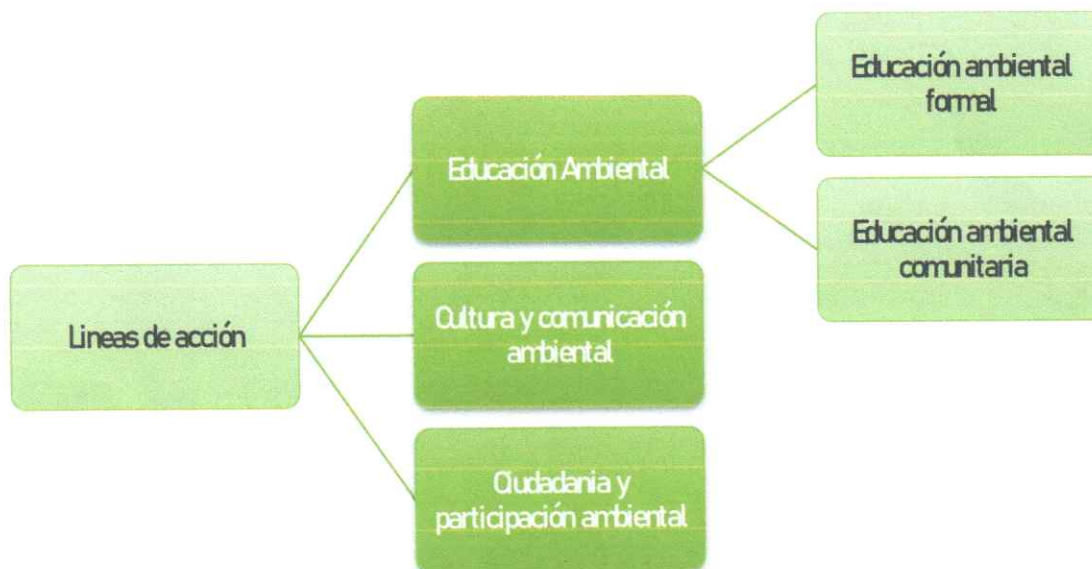 Lineas de acción
Educación Ambiental
Educación ambiental
formal
Educación ambiental
comunitaria
Cultura y comunicación
ambiental
Ciudadania y
participación ambiental